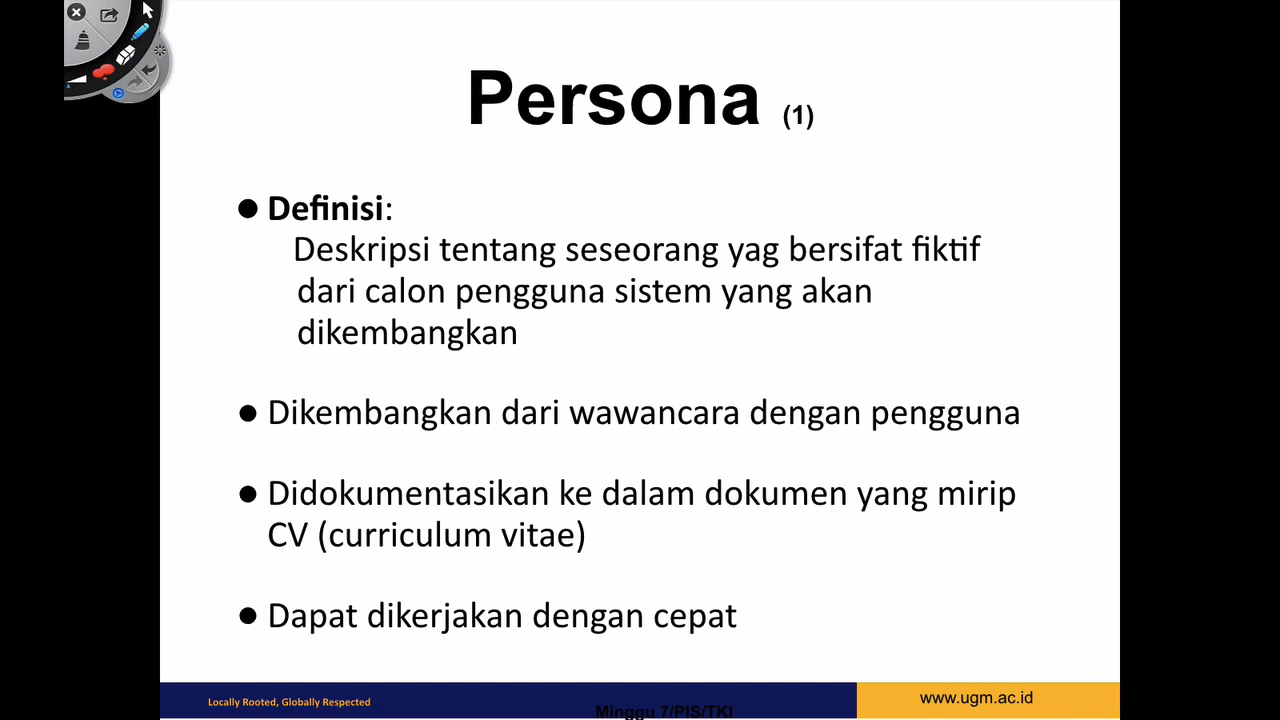 Persona (1)
● Definisi:
Deskripsi tentang seseorang yag bersifat fiktif
dari calon pengguna sistem yang akan
dikembangkan
● Dikembangkan dari wawancara dengan pengguna
● Didokumentasikan ke dalam dokumen yang mirip
CV (curriculum vitae)
● Dapat dikerjakan dengan cepat
Locally Rooted, Globally Respected
www.ugm.ac.id
Minggu 7/PIS/TKI